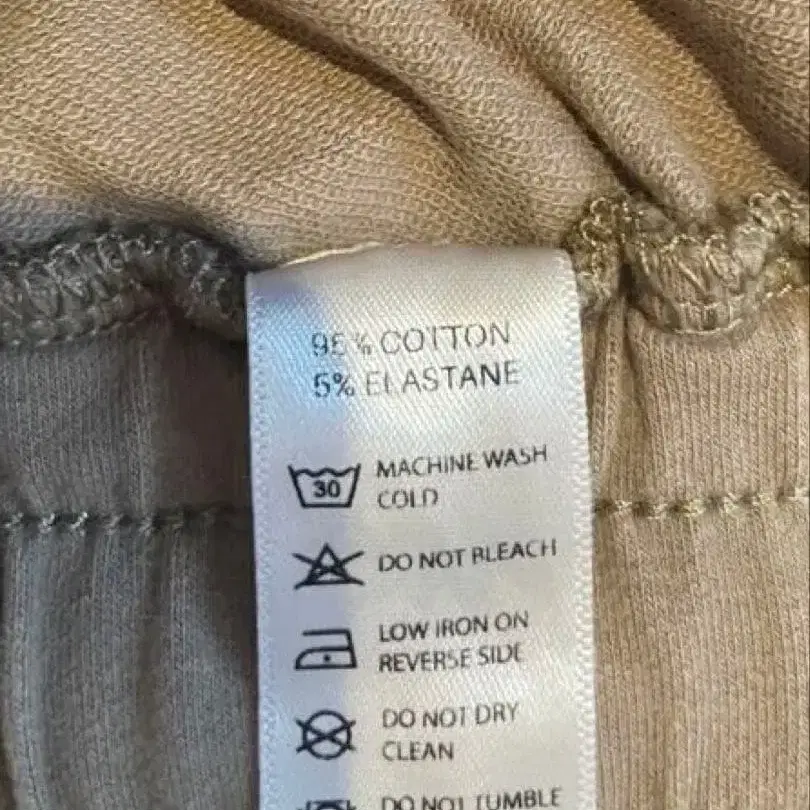 95% COTTON
5% ELASTANE
30
MACHINE WASH
COLD
DO NOT BLEACH
LOW IRON ON
REVERSE SIDE
DO NOT DRY
CLEAN
DO NOT TUMBLE